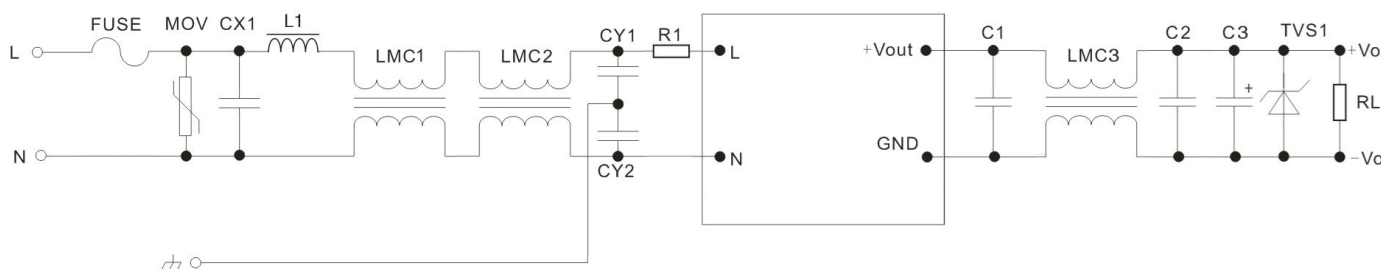 FUSE MOV CX1 L1 LMC1 LMC2 CY1 R1 C1 LMC3 C2 C3 TVS1
L L +Vout +Vo
+ RL
N CY2 N GND -Vo